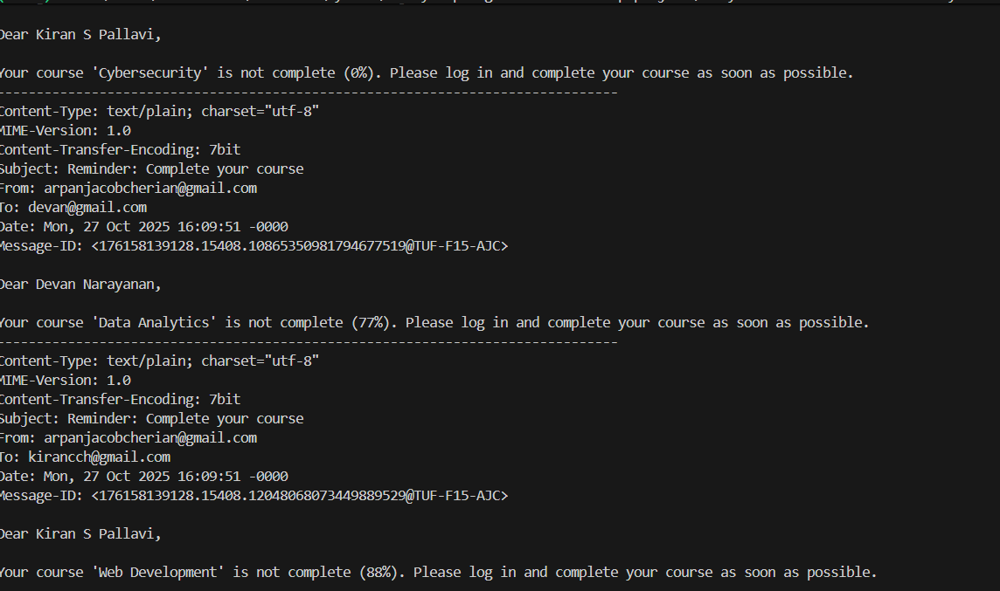 Dear Kiran S Pallavi,
Your course 'Cybersecurity' is not complete (0%). Please log in and complete your course as soon as possible.
-------------------------------------------------------------------------------
Content-Type: text/plain; charset="utf-8"
MIME-Version: 1.0
Content-Transfer-Encoding: 7bit
Subject: Reminder: Complete your course
From: arpanjacobcherian@gmail.com
To: devan@gmail.com
Date: Mon, 27 Oct 2025 16:09:51 -0000
Message-ID: <176158139128.15408.10865350981794677519@TUF-F15-AJC>
Dear Devan Narayanan,
Your course 'Data Analytics' is not complete (77%). Please log in and complete your course as soon as possible.
-------------------------------------------------------------------------------
Content-Type: text/plain; charset="utf-8"
MIME-Version: 1.0
Content-Transfer-Encoding: 7bit
Subject: Reminder: Complete your course
From: arpanjacobcherian@gmail.com
To: kirancch@gmail.com
Date: Mon, 27 Oct 2025 16:09:51 -0000
Message-ID: <176158139128.15408.12048068073449889529@TUF-F15-AJC>
Dear Kiran S Pallavi,
Your course 'Web Development' is not complete (88%). Please log in and complete your course as soon as possible.